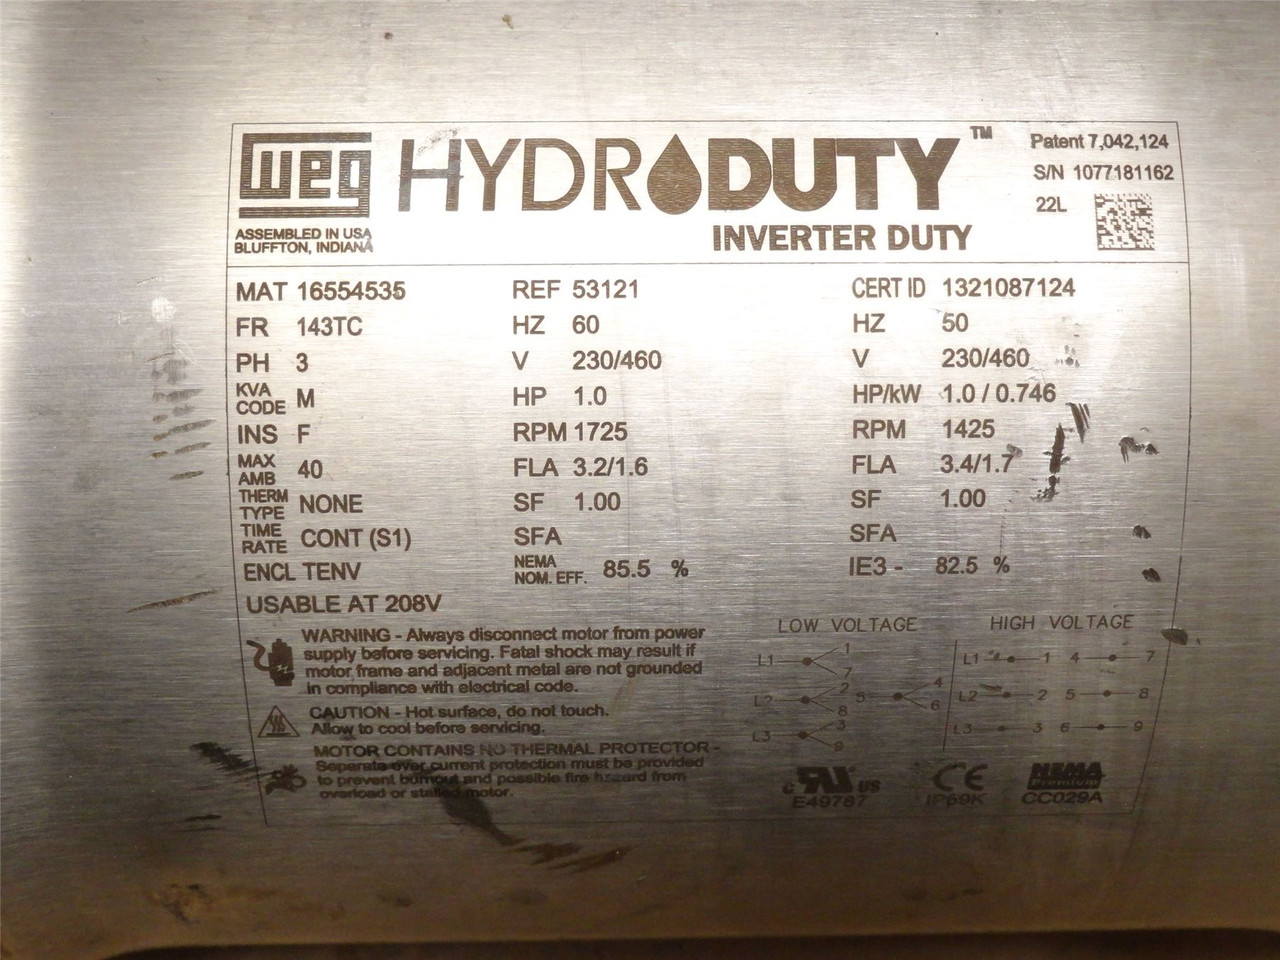 WEG HYDRODUTY™
INVERTER DUTY
Patent 7,042,124
S/N 1077181162
22L
ASSEMBLED IN USA
BLUFFTON, INDIANA
MAT 16554535 REF 53121 CERT ID 1321087124
FR 143TC HZ 60 HZ 50
PH 3 V 230/460 V 230/460
KVA CODE M HP 1.0 HP/kW 1.0 / 0.746
INS F RPM 1725 RPM 1425
MAX AMB 40 FLA 3.2/1.6 FLA 3.4/1.7
THERM TYPE NONE SF 1.00 SF 1.00
TIME RATE CONT (S1) SFA SFA
ENCL TENV NEMA NOM. EFF. 85.5 % IE3 - 82.5 %
USABLE AT 208V
WARNING - Always disconnect motor from power
supply before servicing. Fatal shock may result if
motor frame and adjacent metal are not grounded
in compliance with electrical code.
CAUTION - Hot surface, do not touch.
Allow to cool before servicing.
MOTOR CONTAINS NO THERMAL PROTECTOR -
Separate over current protection must be provided
to prevent burnout and possible fire hazard from
overload or stalled motor.
LOW VOLTAGE
L1 1 7
L2 2 8 5 4 6
L3 3 9
HIGH VOLTAGE
L1 1 4 7
L2 2 5 8
L3 3 6 9
c RU US
E49787
CE
IP69K
NEMA
Premium
CC029A